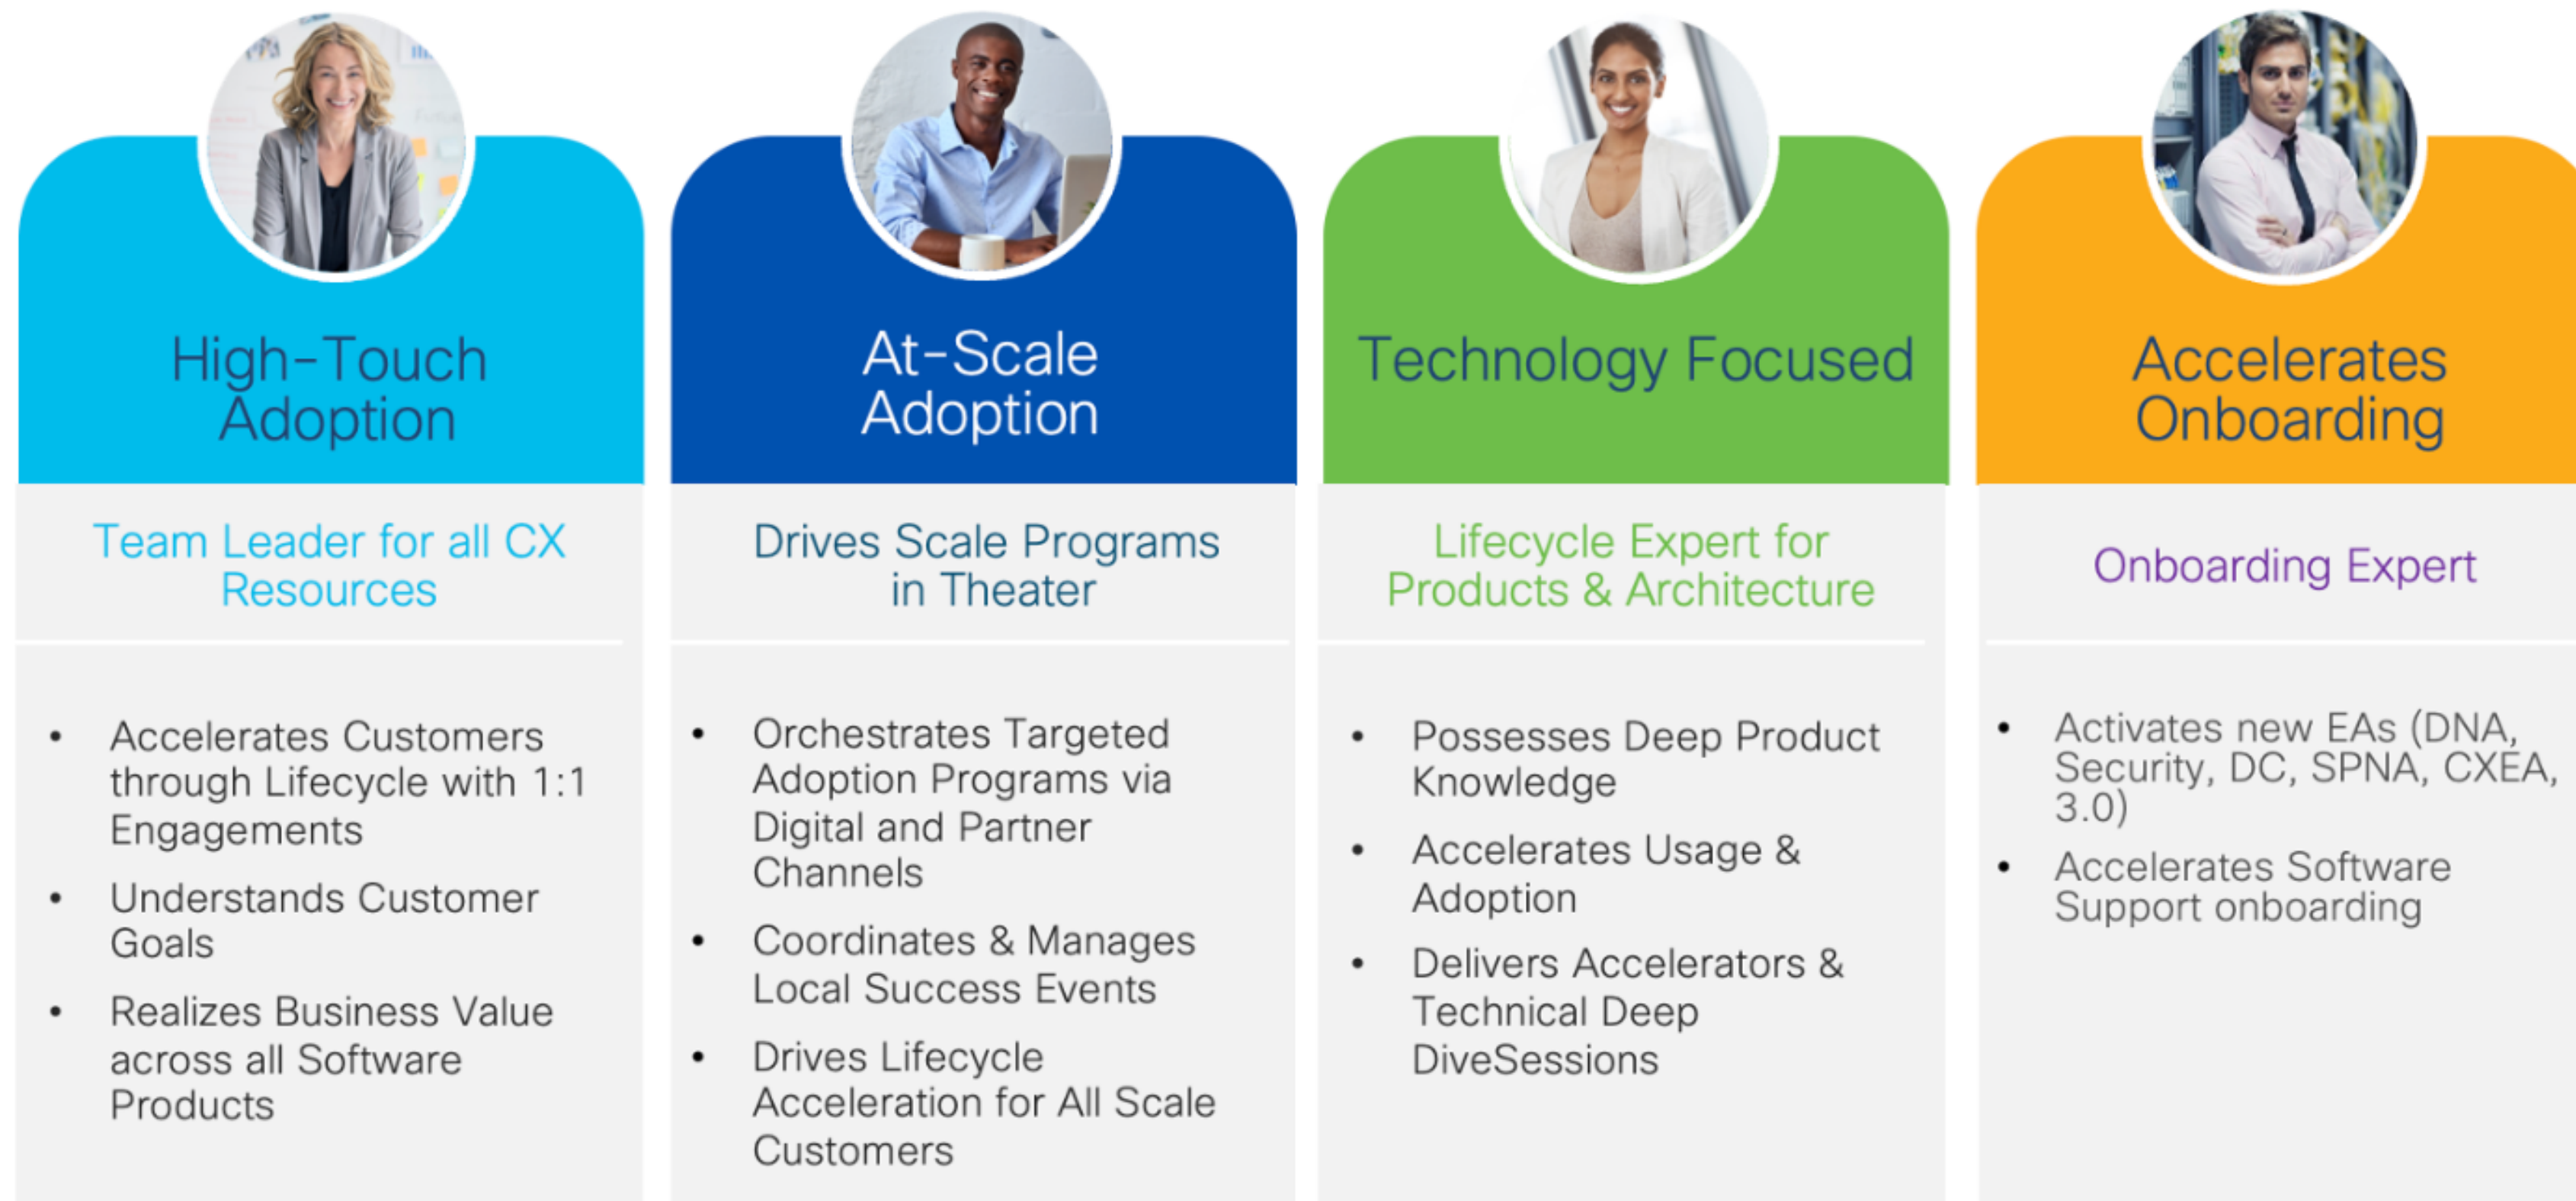 High-Touch
Adoption
Team Leader for all CX
Resources
• Accelerates Customers
through Lifecycle with 1:1
Engagements
• Understands Customer
Goals
• Realizes Business Value
across all Software
Products
At-Scale
Adoption
Drives Scale Programs
in Theater
• Orchestrates Targeted
Adoption Programs via
Digital and Partner
Channels
• Coordinates & Manages
Local Success Events
• Drives Lifecycle
Acceleration for All Scale
Customers
Technology Focused
Lifecycle Expert for
Products & Architecture
• Possesses Deep Product
Knowledge
• Accelerates Usage &
Adoption
• Delivers Accelerators &
Technical Deep
DiveSessions
Accelerates
Onboarding
Onboarding Expert
• Activates new EAs (DNA,
Security, DC, SPNA, CXEA,
3.0)
• Accelerates Software
Support onboarding